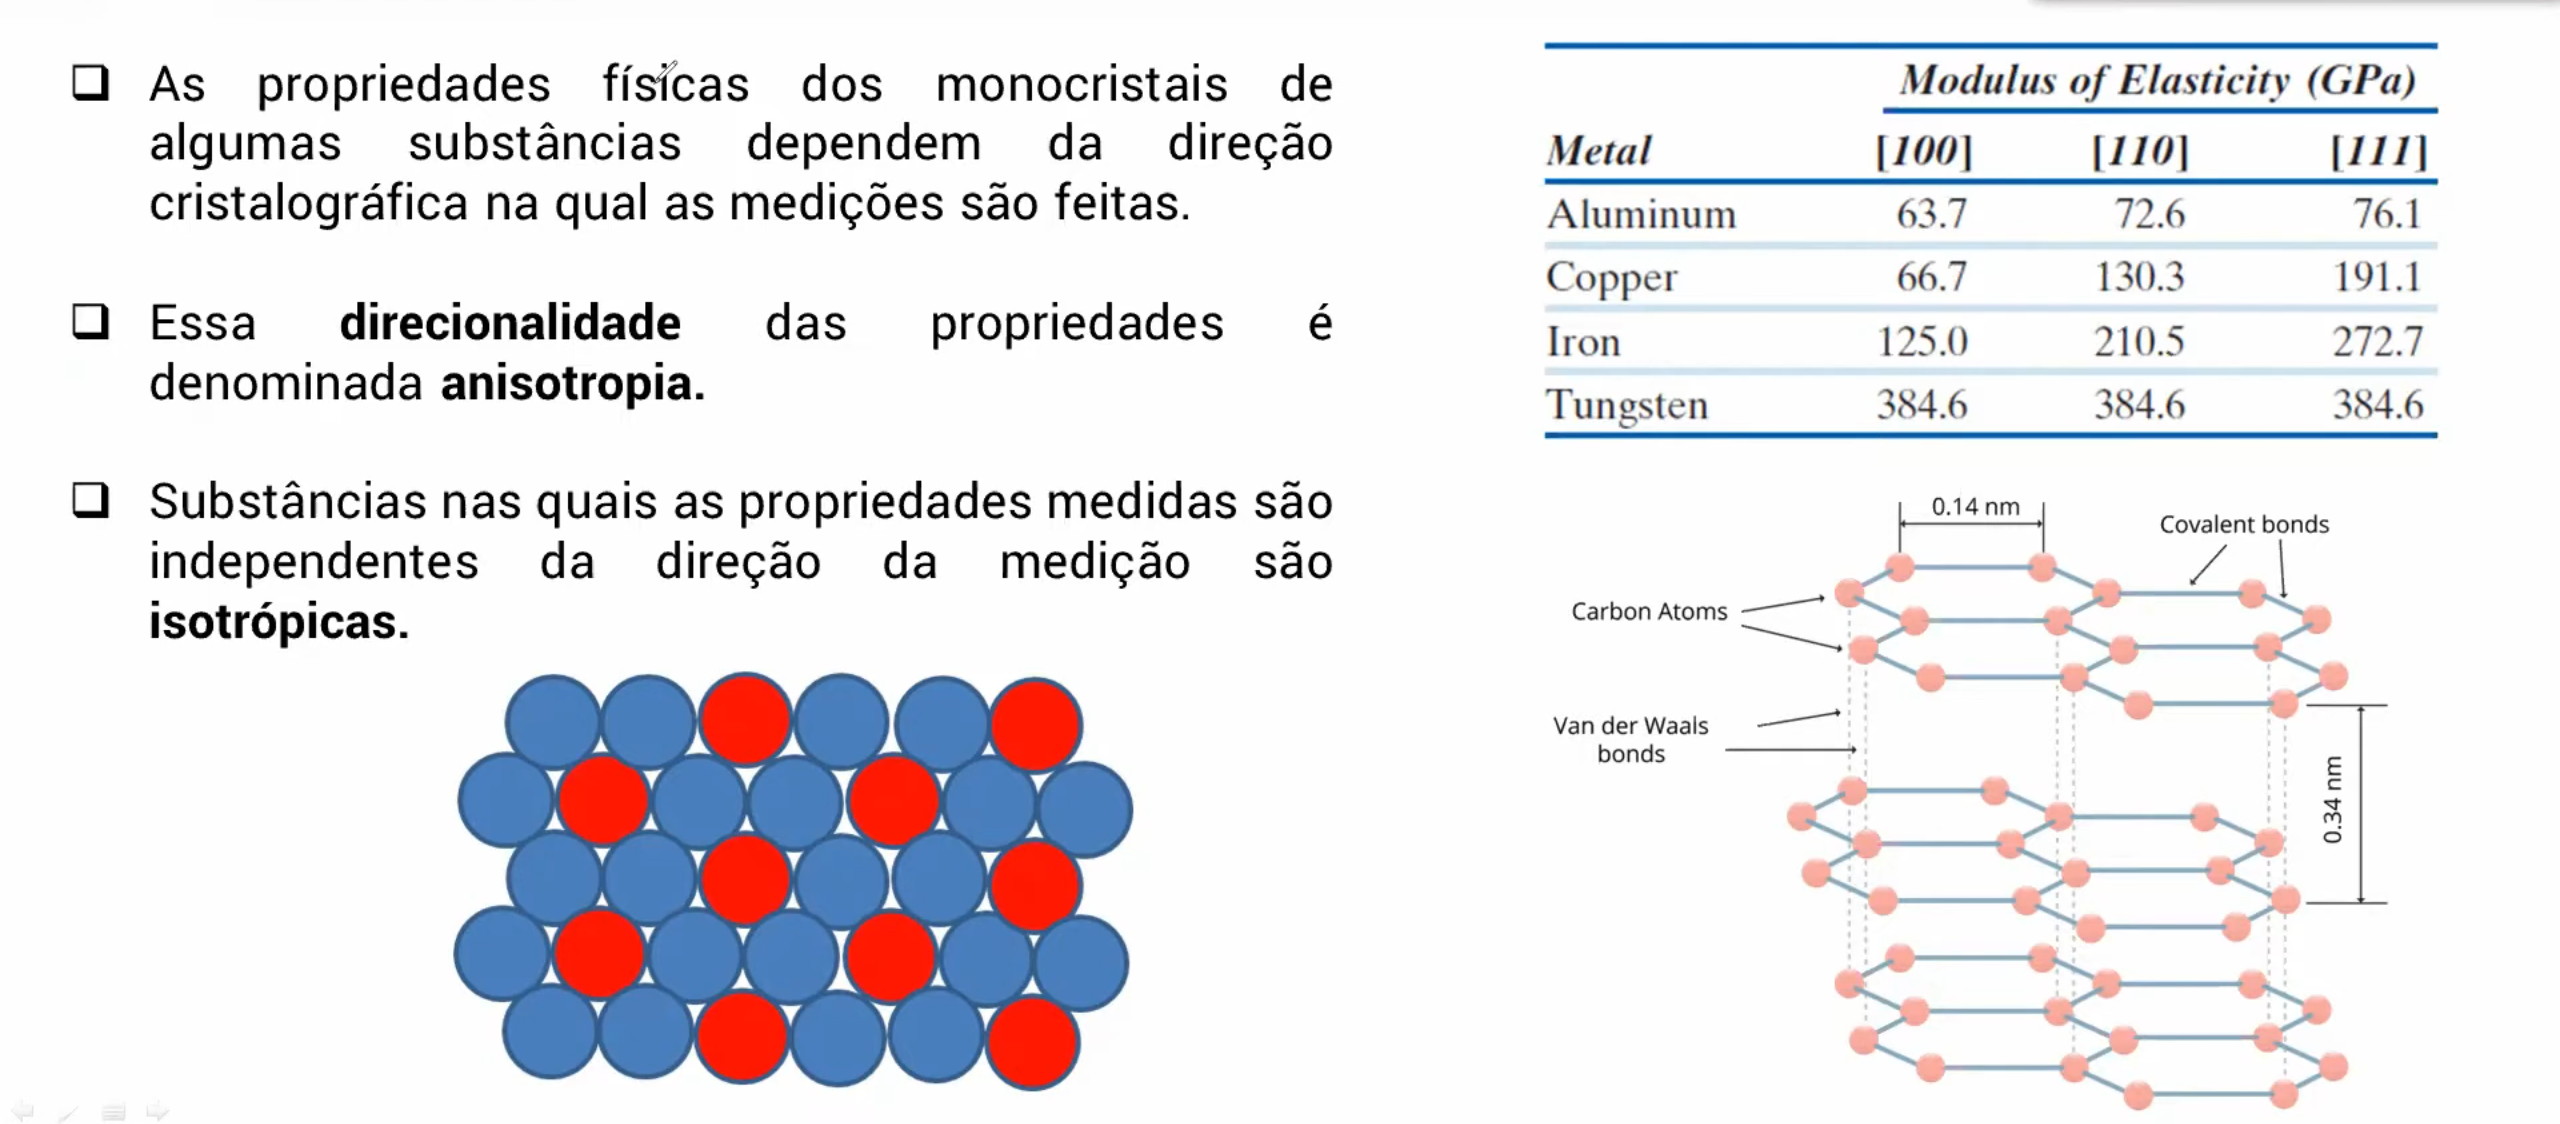 As propriedades físicas dos monocristais de
algumas substâncias dependem da direção
cristalográfica na qual as medições são feitas.
Essa direcionalidade das propriedades é
denominada anisotropia.
Substâncias nas quais as propriedades medidas são
independentes da direção da medição são
isotrópicas.
Modulus of Elasticity (GPa)
Metal [100] [110] [111]
Aluminum 63.7 72.6 76.1
Copper 66.7 130.3 191.1
Iron 125.0 210.5 272.7
Tungsten 384.6 384.6 384.6
0.14 nm
Covalent bonds
Carbon Atoms
Van der Waals
bonds
0.34 nm